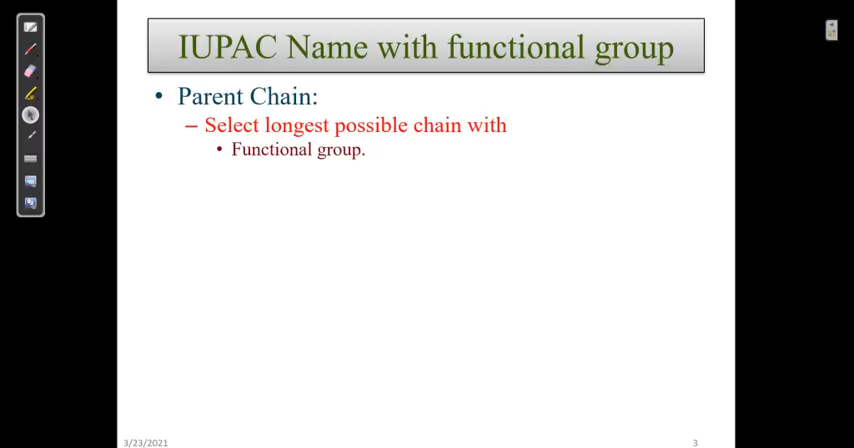 IUPAC Name with functional group
• Parent Chain:
– Select longest possible chain with
• Functional group.
3/23/2021
3